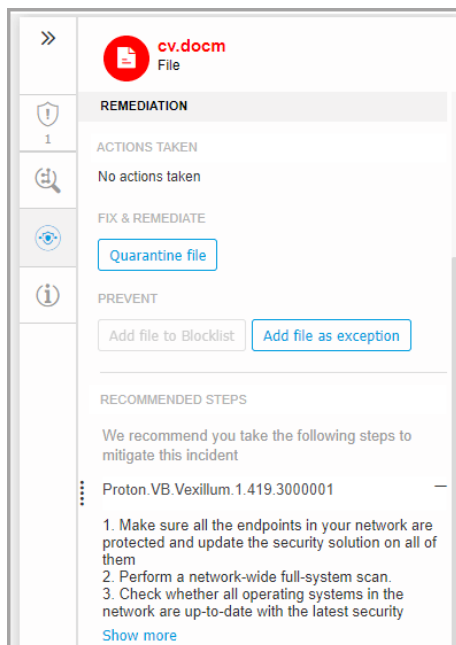 cv.docm
File
REMEDIATION
1
ACTIONS TAKEN
No actions taken
FIX & REMEDIATE
Quarantine file
PREVENT
Add file to Blocklist Add file as exception
RECOMMENDED STEPS
We recommend you take the following steps to
mitigate this incident
Proton.VB.Vexillum.1.419.3000001
1. Make sure all the endpoints in your network are
protected and update the security solution on all of
them
2. Perform a network-wide full-system scan.
3. Check whether all operating systems in the
network are up-to-date with the latest security
Show more